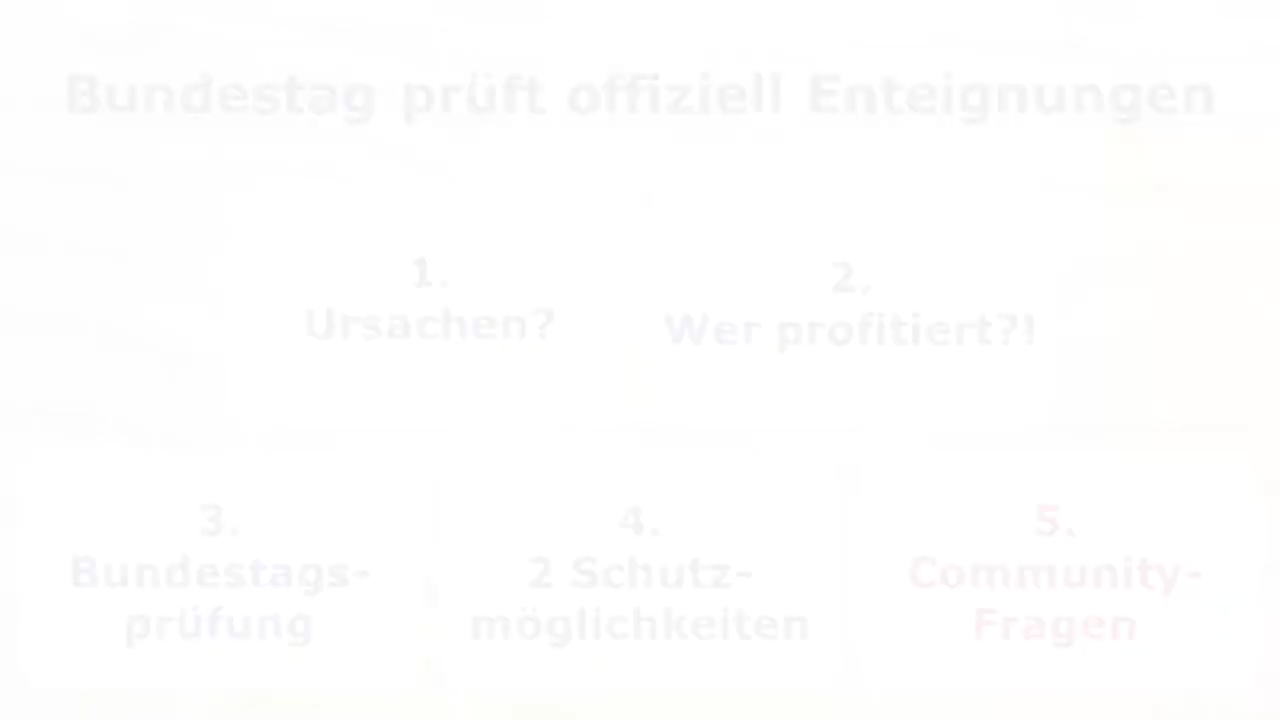 Bundestag prüft offiziell Enteignungen
1.
Ursachen?
2.
Wer profitiert?!
3.
Bundestags-
prüfung
4.
2 Schutz-
möglichkeiten
5.
Community-
Fragen